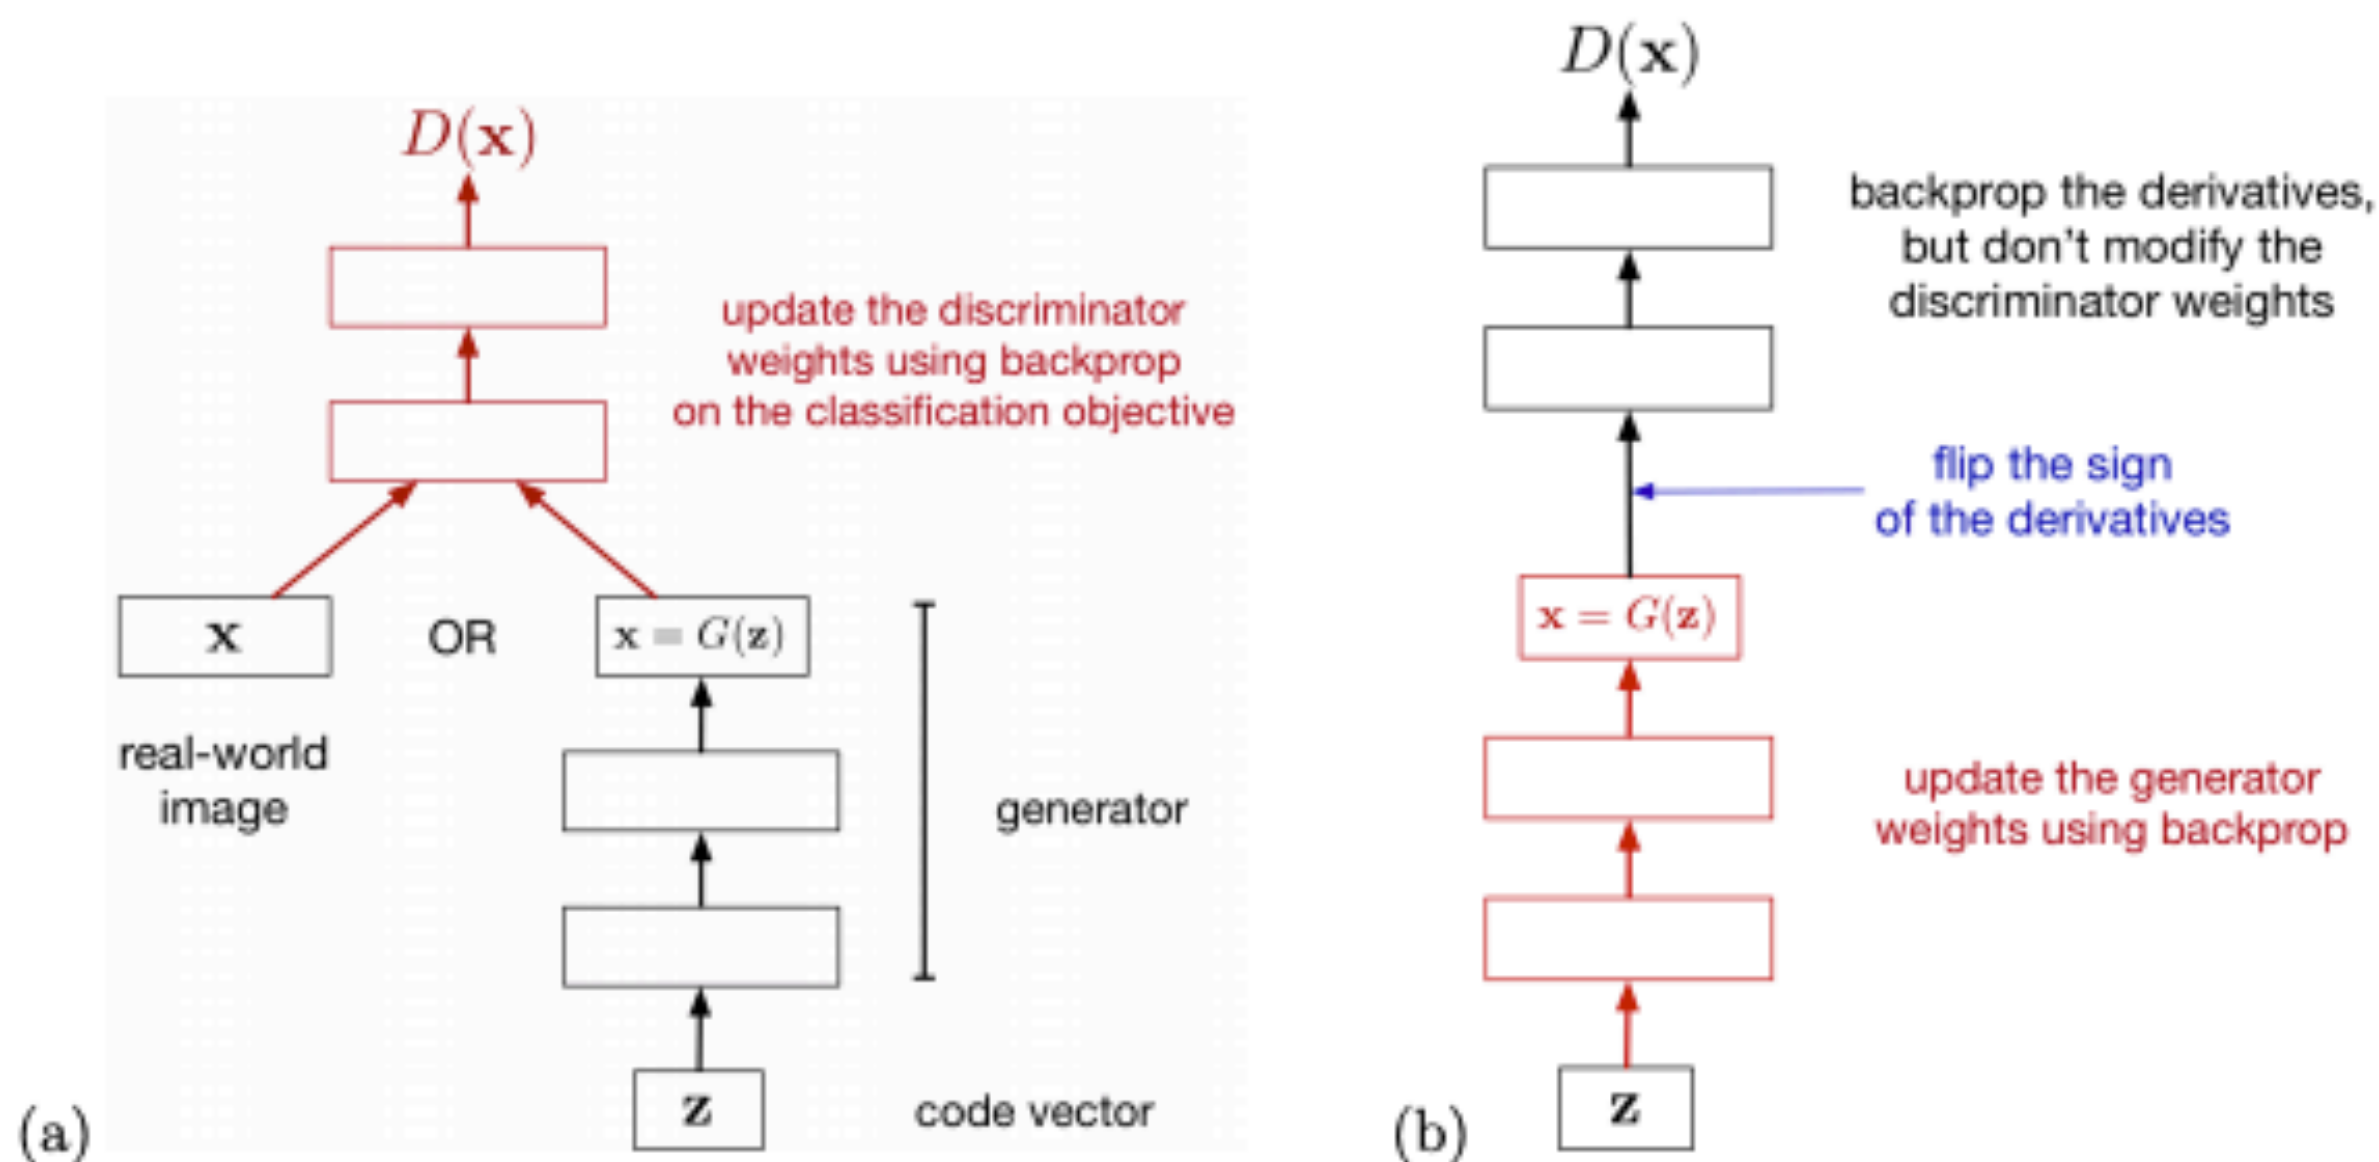 D(x)
update the discriminator
weights using backprop
on the classification objective
x
OR
x = G(z)
real-world
image
generator
z
code vector
(a)
D(x)
backprop the derivatives,
but don't modify the
discriminator weights
flip the sign
of the derivatives
x = G(z)
update the generator
weights using backprop
z
(b)